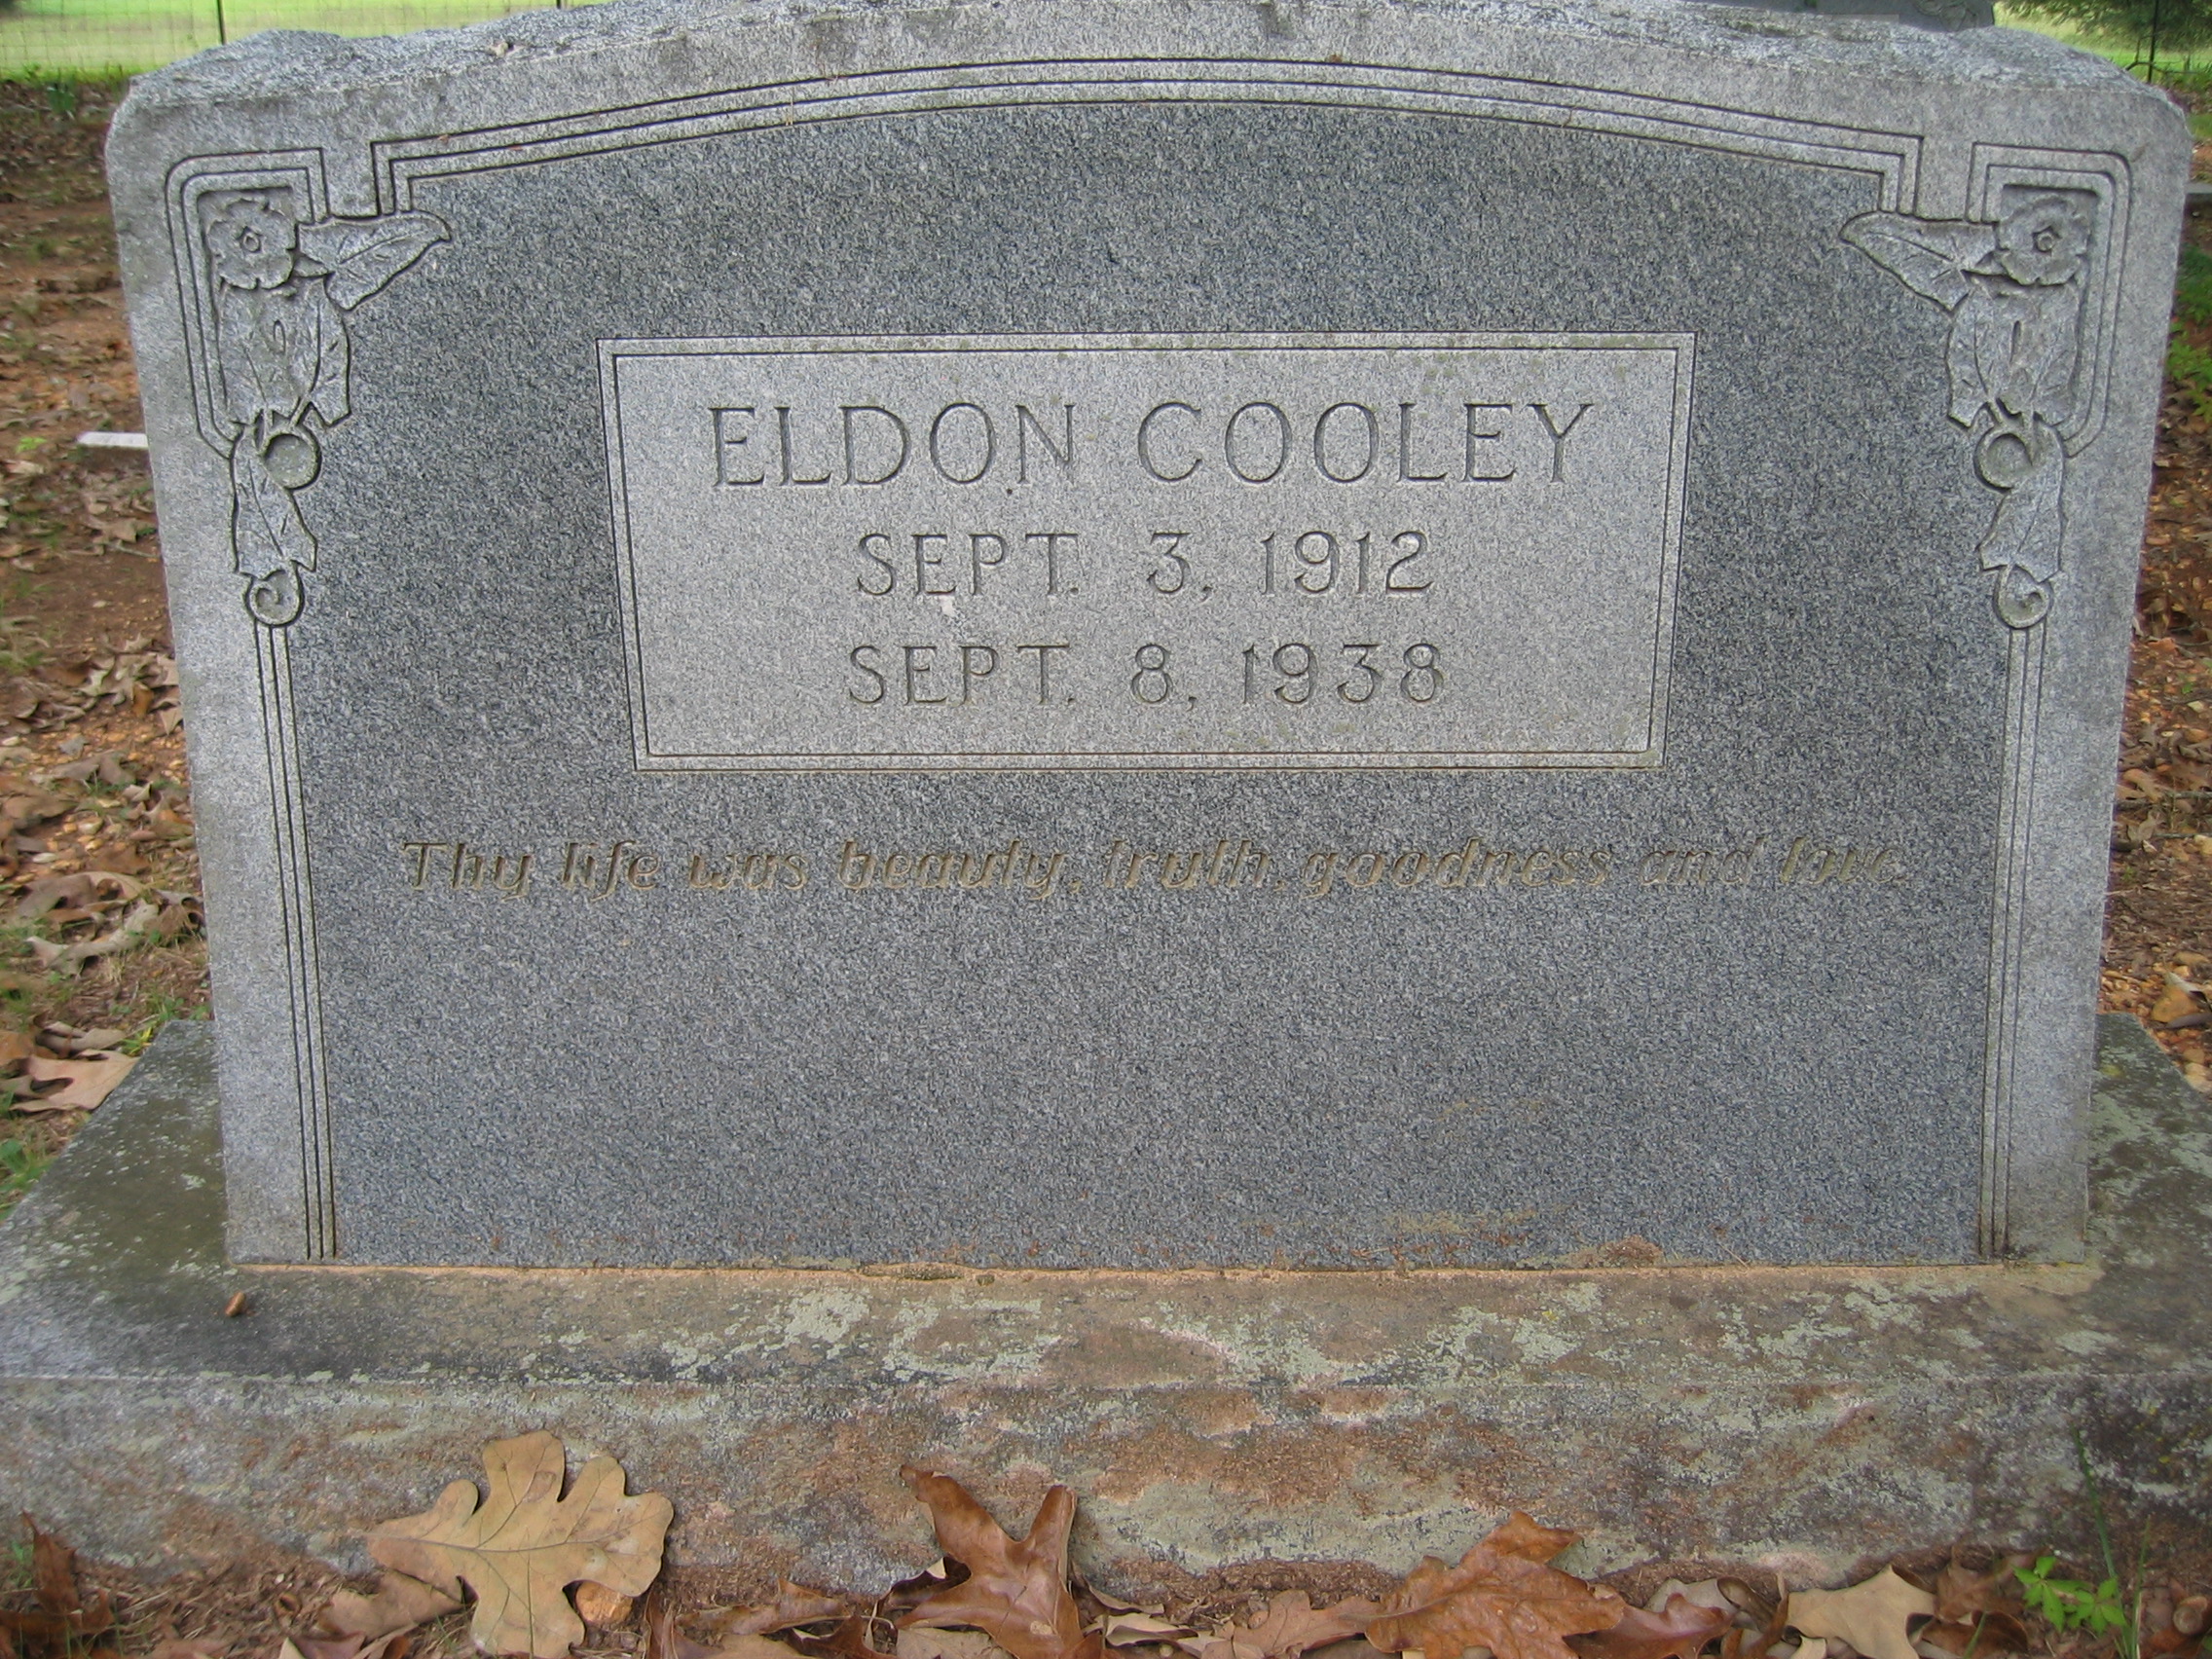 ELDON COOLEY
SEPT. 3, 1912
SEPT. 8, 1938
Thy life was beauty, truth, goodness and love.